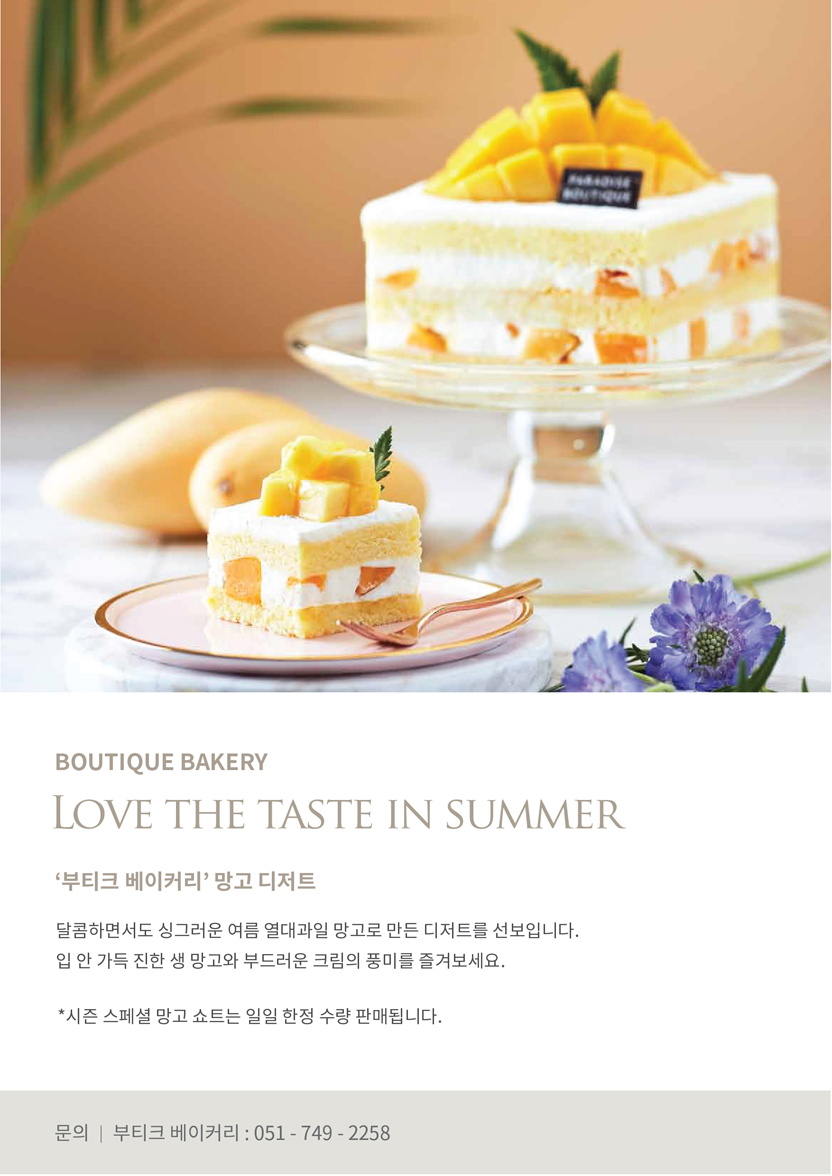 PARADISE
BOUTIQUE
BOUTIQUE BAKERY
LOVE THE TASTE IN SUMMER
‘부티크 베이커리’ 망고 디저트
달콤하면서도 싱그러운 여름 열대과일 망고로 만든 디저트를 선보입니다.
입 안 가득 진한 생 망고와 부드러운 크림의 풍미를 즐겨보세요.
*시즌 스페셜 망고 쇼트는 일일 한정 수량 판매됩니다.
문의 | 부티크 베이커리 : 051 - 749 - 2258